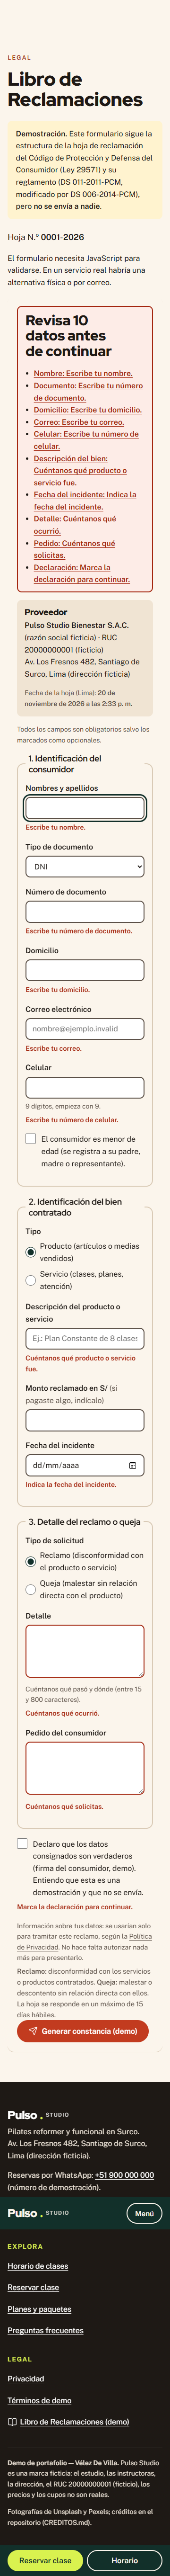 LEGAL
Libro de
Reclamaciones
Demostración. Este formulario sigue la
estructura de la hoja de reclamación
del Código de Protección y Defensa del
Consumidor (Ley 29571) y su
reglamento (DS 011-2011-PCM,
modificado por DS 006-2014-PCM),
pero no se envía a nadie.
Hoja N.º 0001-2026
El formulario necesita JavaScript para
validarse. En un servicio real habría una
alternativa física o por correo.
Revisa 10
datos antes
de continuar
Nombre: Escribe tu nombre.
Documento: Escribe tu número
de documento.
Domicilio: Escribe tu domicilio.
Correo: Escribe tu correo.
Celular: Escribe tu número de
celular.
Descripción del bien:
Cuéntanos qué producto o
servicio fue.
Fecha del incidente: Indica la
fecha del incidente.
Detalle: Cuéntanos qué
ocurrió.
Pedido: Cuéntanos qué
solicitas.
Declaración: Marca la
declaración para continuar.
Proveedor
Pulso Studio Bienestar S.A.C.
(razón social ficticia) · RUC
20000000001 (ficticio)
Av. Los Fresnos 482, Santiago de
Surco, Lima (dirección ficticia)
Fecha de la hoja (Lima): 20 de
noviembre de 2026 a las 2:33 p. m.
Todos los campos son obligatorios salvo los
marcados como opcionales.
1. Identificación del
consumidor
Nombres y apellidos
Escribe tu nombre.
Tipo de documento
DNI
Número de documento
Escribe tu número de documento.
Domicilio
Escribe tu domicilio.
Correo electrónico
nombre@ejemplo.invalid
Escribe tu correo.
Celular
9 dígitos, empieza con 9.
Escribe tu número de celular.
El consumidor es menor de
edad (se registra a su padre,
madre o representante).
2. Identificación del bien
contratado
Tipo
Producto (artículos o medias
vendidos)
Servicio (clases, planes,
atención)
Descripción del producto o
servicio
Ej.: Plan Constante de 8 clases
Cuéntanos qué producto o servicio
fue.
Monto reclamado en S/ (si
pagaste algo, indícalo)
Fecha del incidente
dd/mm/aaaa
Indica la fecha del incidente.
3. Detalle del reclamo o queja
Tipo de solicitud
Reclamo (disconformidad con
el producto o servicio)
Queja (malestar sin relación
directa con el producto)
Detalle
Cuéntanos qué pasó y dónde (entre 15
y 800 caracteres).
Cuéntanos qué ocurrió.
Pedido del consumidor
Cuéntanos qué solicitas.
Declaro que los datos
consignados son verdaderos
(firma del consumidor, demo).
Entiendo que esta es una
demostración y que no se envía.
Marca la declaración para continuar.
Información sobre tus datos: se usarían solo
para tramitar este reclamo, según la Política
de Privacidad. No hace falta autorizar nada
más para presentarlo.
Reclamo: disconformidad con los servicios
o productos contratados. Queja: malestar o
descontento sin relación directa con ellos.
La hoja se responde en un máximo de 15
días hábiles.
Generar constancia (demo)
Pulso. STUDIO
Pilates reformer y funcional en Surco.
Av. Los Fresnos 482, Santiago de Surco,
Lima (dirección ficticia).
Reservas por WhatsApp: +51 900 000 000
(número de demostración).
Pulso. STUDIO
Menú
EXPLORA
Horario de clases
Reservar clase
Planes y paquetes
Preguntas frecuentes
LEGAL
Privacidad
Términos de demo
Libro de Reclamaciones (demo)
Demo de portafolio — Vélez De Villa. Pulso Studio
es una marca ficticia: el estudio, las instructoras,
la dirección, el RUC 20000000001 (ficticio), los
precios y los cupos no son reales.
Fotografías de Unsplash y Pexels; créditos en el
repositorio (CREDITOS.md).
Reservar clase
Horario